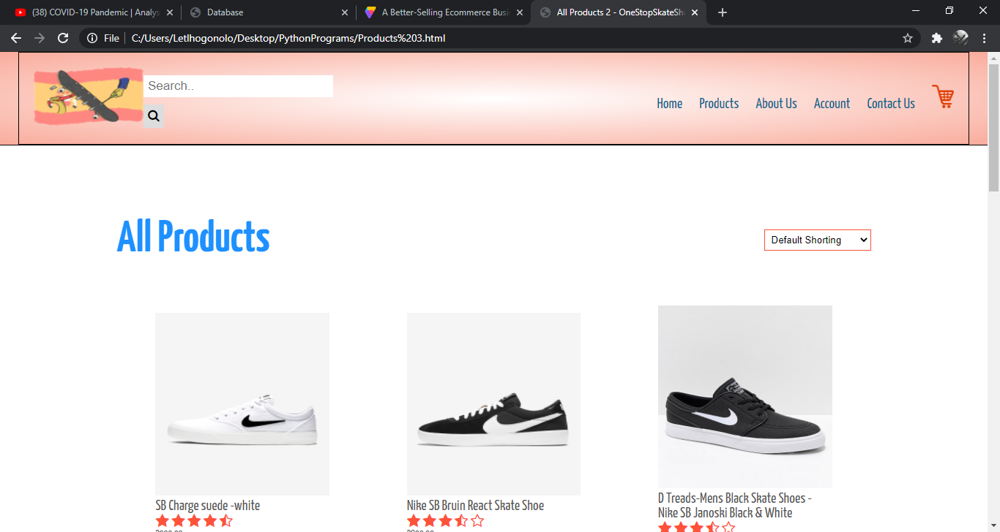 (38) COVID-19 Pandemic | Analys
Database
A Better-Selling Ecommerce Busi
All Products 2 - OneStopSkateSh
File
C:/Users/Letlhogonolo/Desktop/PythonPrograms/Products%203.html
Search..
Home
Products
About Us
Account
Contact Us
All Products
Default Shorting
SB Charge suede -white
Nike SB Bruin React Skate Shoe
D Treads-Mens Black Skate Shoes -
Nike SB Janoski Black & White